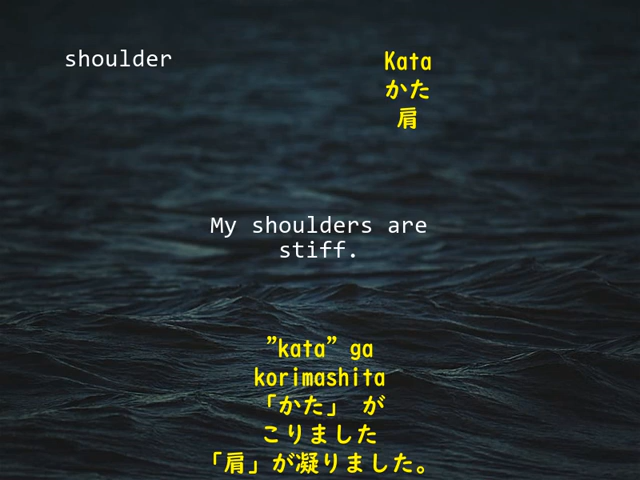 shoulder
Kata
かた
肩
My shoulders are
stiff.
”kata” ga
korimashita
「かた」 が
こりました
「肩」が凝りました。